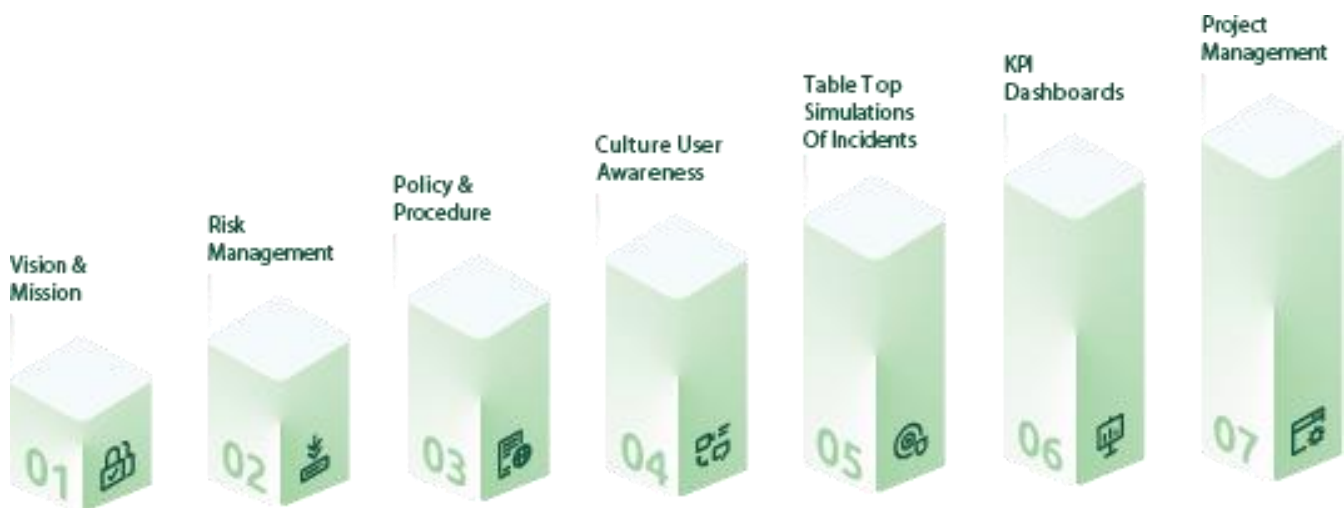 Vision &
Mission
01
Risk
Management
02
Policy &
Procedure
03
Culture User
Awareness
04
Table Top
Simulations
Of Incidents
05
KPI
Dashboards
06
Project
Management
07